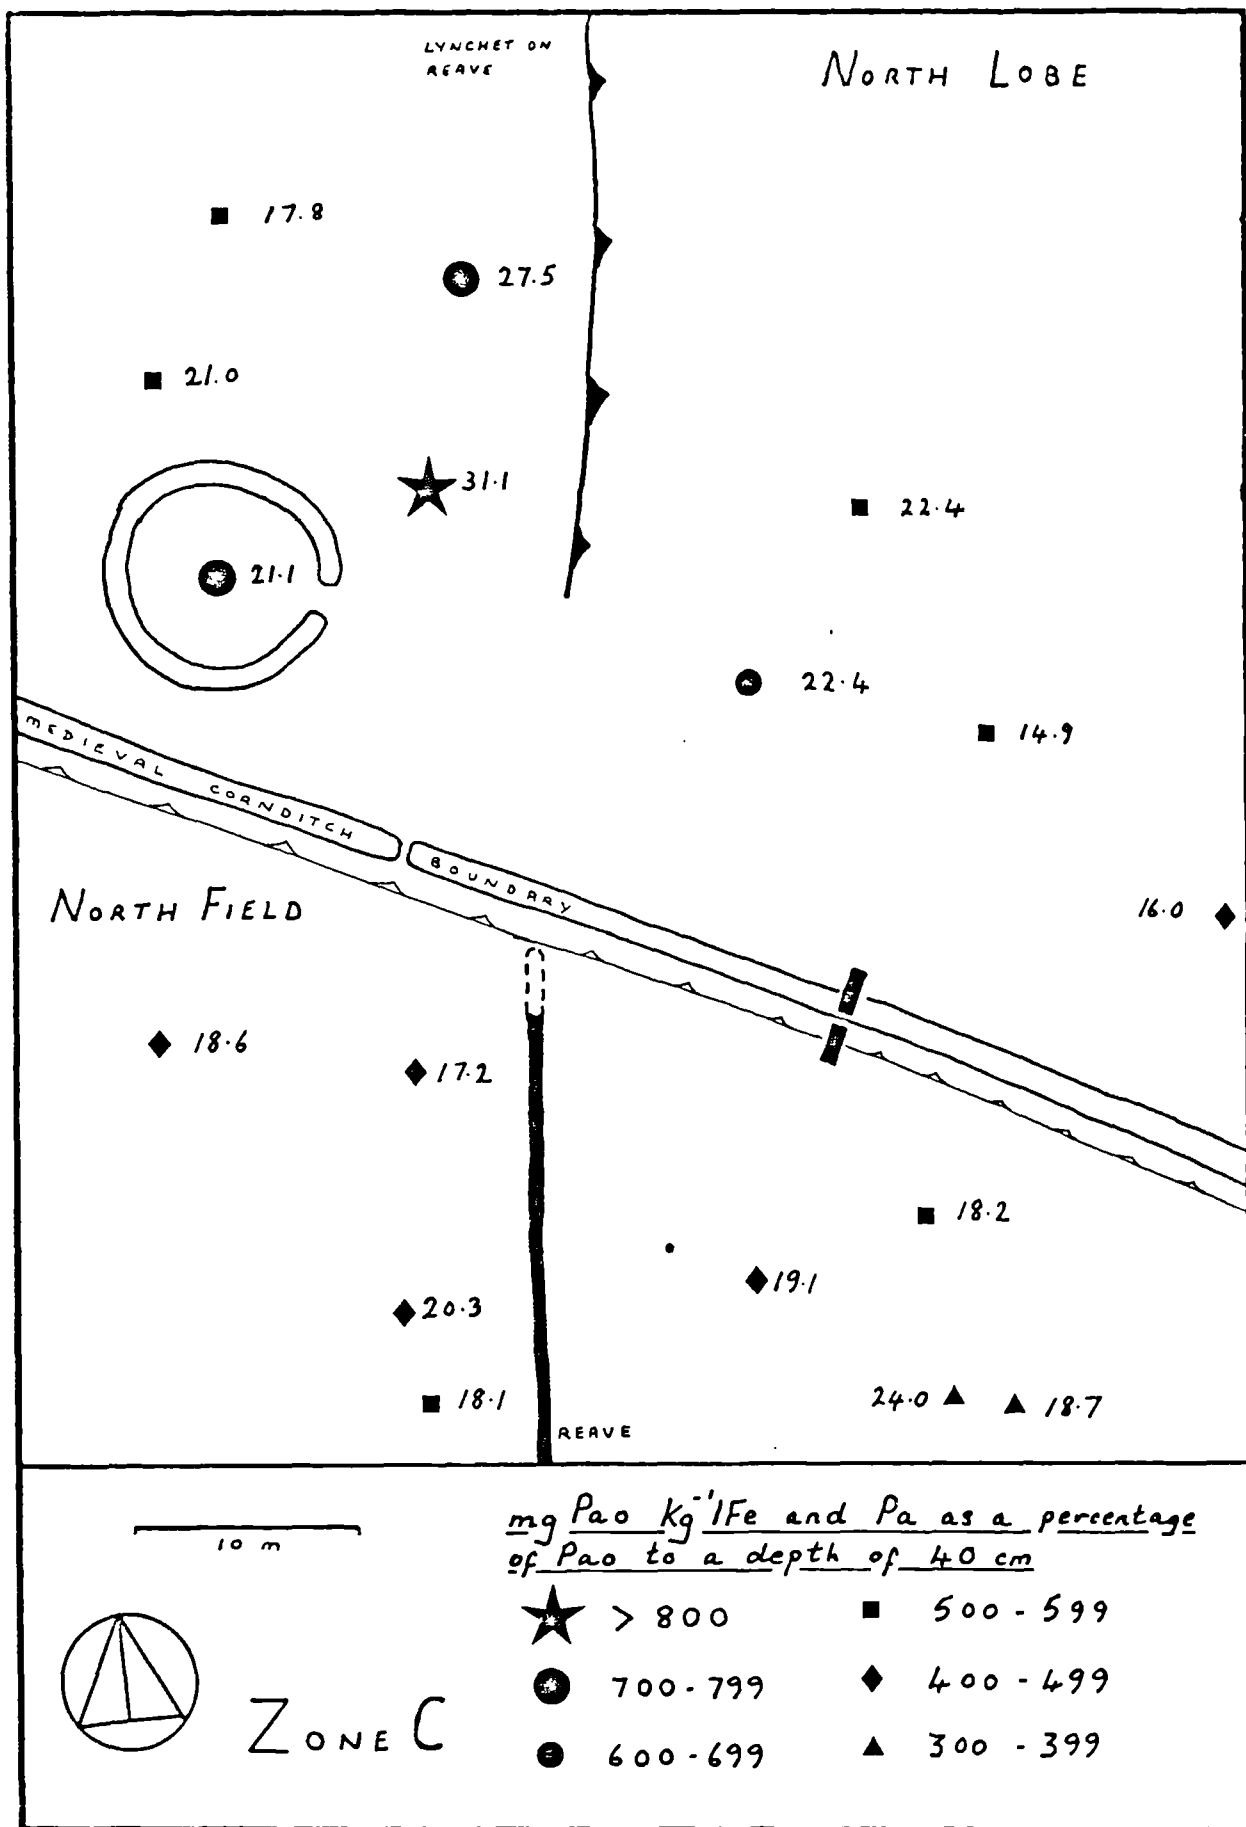 LYNCHET ON
REAVE
NORTH LOBE
17.8
27.5
21.0
31.1
22.4
21.1
22.4
14.9
MEDIEVAL CORNDITCH BOUNDARY
NORTH FIELD
16.0
18.6
17.2
18.2
19.1
20.3
18.1
24.0
18.7
REAVE
10 m
mg Pao Kg⁻¹ IFe and Pa as a percentage
of Pao to a depth of 40 cm
> 800
500 - 599
700 - 799
400 - 499
600 - 699
300 - 399
ZONE C